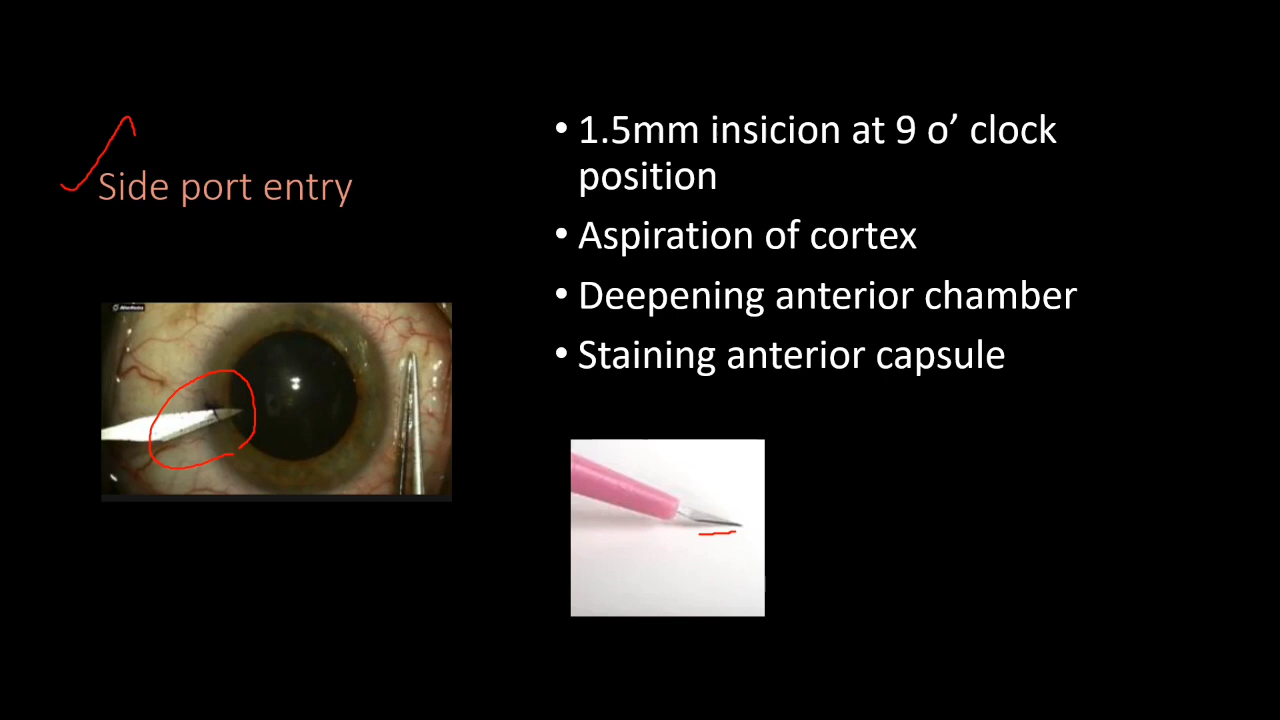 Side port entry
• 1.5mm insicion at 9 o’ clock
position
• Aspiration of cortex
• Deepening anterior chamber
• Staining anterior capsule